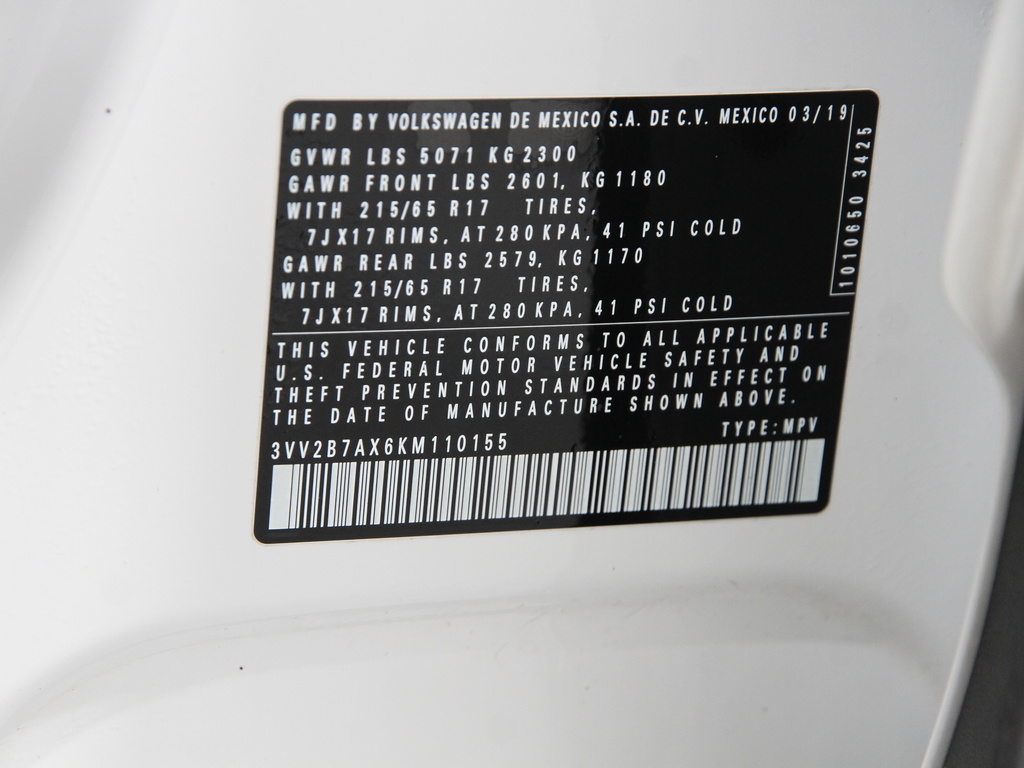 MFD BY VOLKSWAGEN DE MEXICO S.A. DE C.V. MEXICO 03/19
GVWR LBS 5071 KG 2300
GAWR FRONT LBS 2601, KG 1180
WITH 215/65 R17 TIRES,
7JX17 RIMS, AT 280 KPA, 41 PSI COLD
GAWR REAR LBS 2579, KG 1170
WITH 215/65 R17 TIRES,
7JX17 RIMS, AT 280 KPA, 41 PSI COLD
1010650 3425
THIS VEHICLE CONFORMS TO ALL APPLICABLE
U.S. FEDERAL MOTOR VEHICLE SAFETY AND
THEFT PREVENTION STANDARDS IN EFFECT ON
THE DATE OF MANUFACTURE SHOWN ABOVE.
3VV2B7AX6KM110155 TYPE:MPV